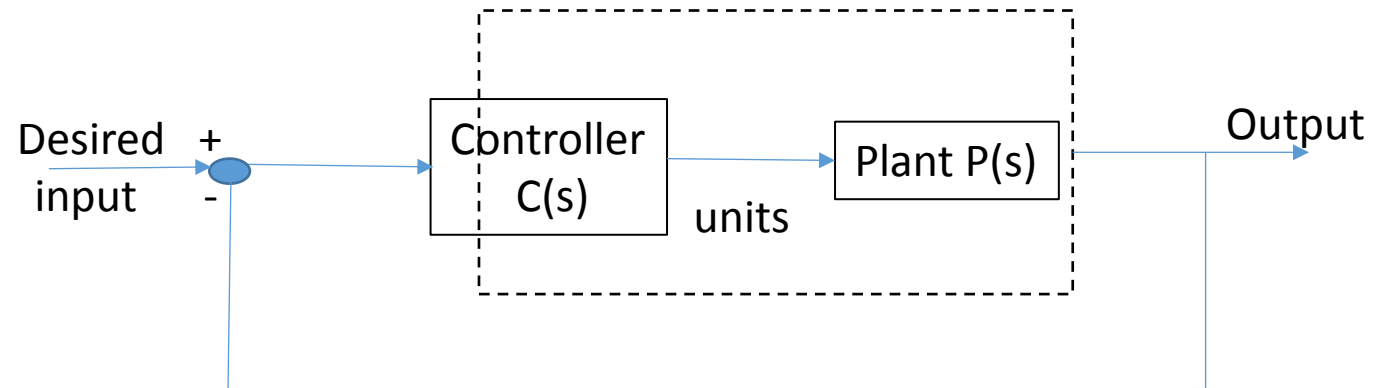 Desired +
input -
Controller
C(s)
units
Plant P(s)
Output